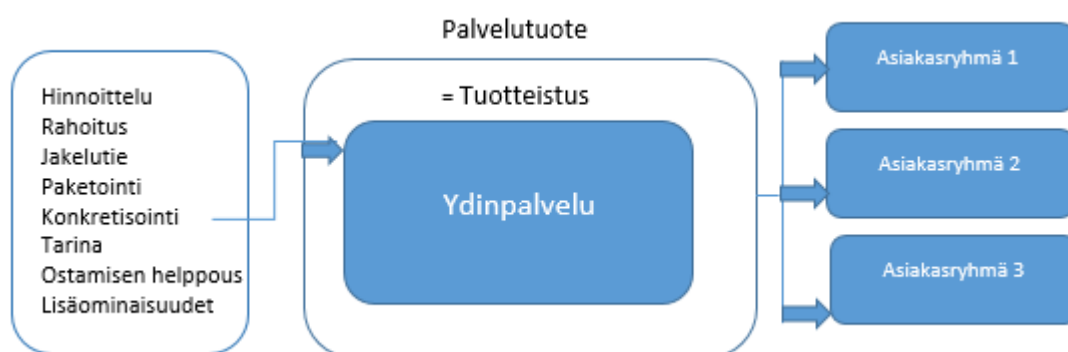 Hinnoittelu
Rahoitus
Jakelutie
Paketointi
Konkretisointi
Tarina
Ostamisen helppous
Lisäominaisuudet
Palvelutuote
= Tuotteistus
Ydinpalvelu
Asiakasryhmä 1
Asiakasryhmä 2
Asiakasryhmä 3